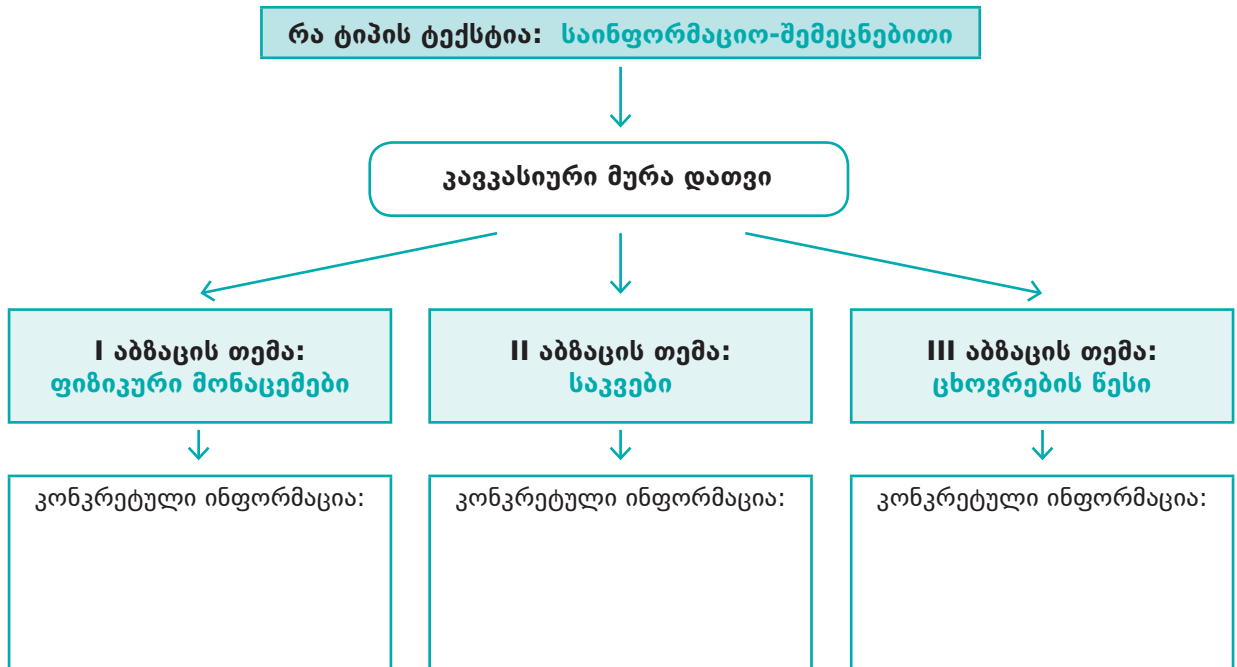 რა ტიპის ტექსტია: საინფორმაციო-შემეცნებითი
კავკასიური მურა დათვი
I აბზაცის თემა:
ფიზიკური მონაცემები
II აბზაცის თემა:
საკვები
III აბზაცის თემა:
ცხოვრების წესი
კონკრეტული ინფორმაცია:
კონკრეტული ინფორმაცია:
კონკრეტული ინფორმაცია: